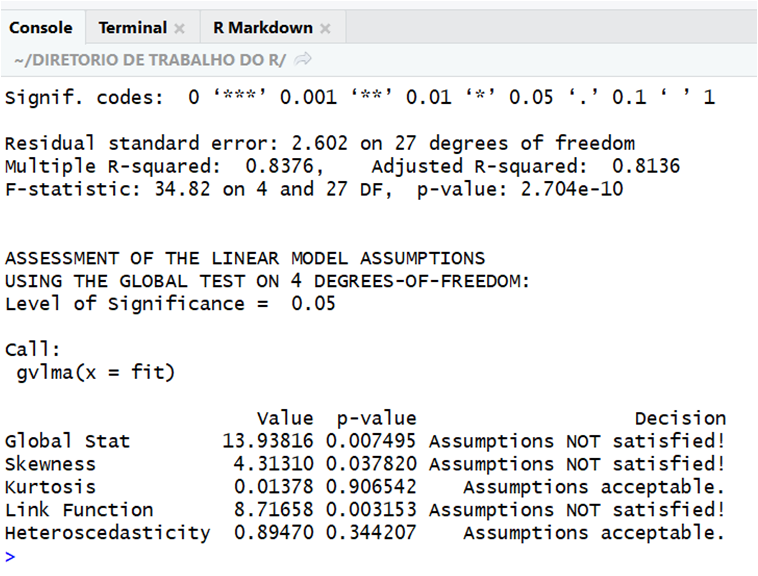 Console Terminal R Markdown
~/DIRETORIO DE TRABALHO DO R/
Signif. codes:  0 ‘***’ 0.001 ‘**’ 0.01 ‘*’ 0.05 ‘.’ 0.1 ‘ ’ 1
Residual standard error: 2.602 on 27 degrees of freedom
Multiple R-squared:  0.8376,    Adjusted R-squared:  0.8136
F-statistic: 34.82 on 4 and 27 DF,  p-value: 2.704e-10
ASSESSMENT OF THE LINEAR MODEL ASSUMPTIONS
USING THE GLOBAL TEST ON 4 DEGREES-OF-FREEDOM:
Level of Significance =  0.05
Call:
 gvlma(x = fit)
Value  p-value                   Decision
Global Stat        13.93816 0.007495 Assumptions NOT satisfied!
Skewness            4.31310 0.037820 Assumptions NOT satisfied!
Kurtosis            0.01378 0.906542    Assumptions acceptable.
Link Function       8.71658 0.003153 Assumptions NOT satisfied!
Heteroscedasticity  0.89470 0.344207    Assumptions acceptable.
>